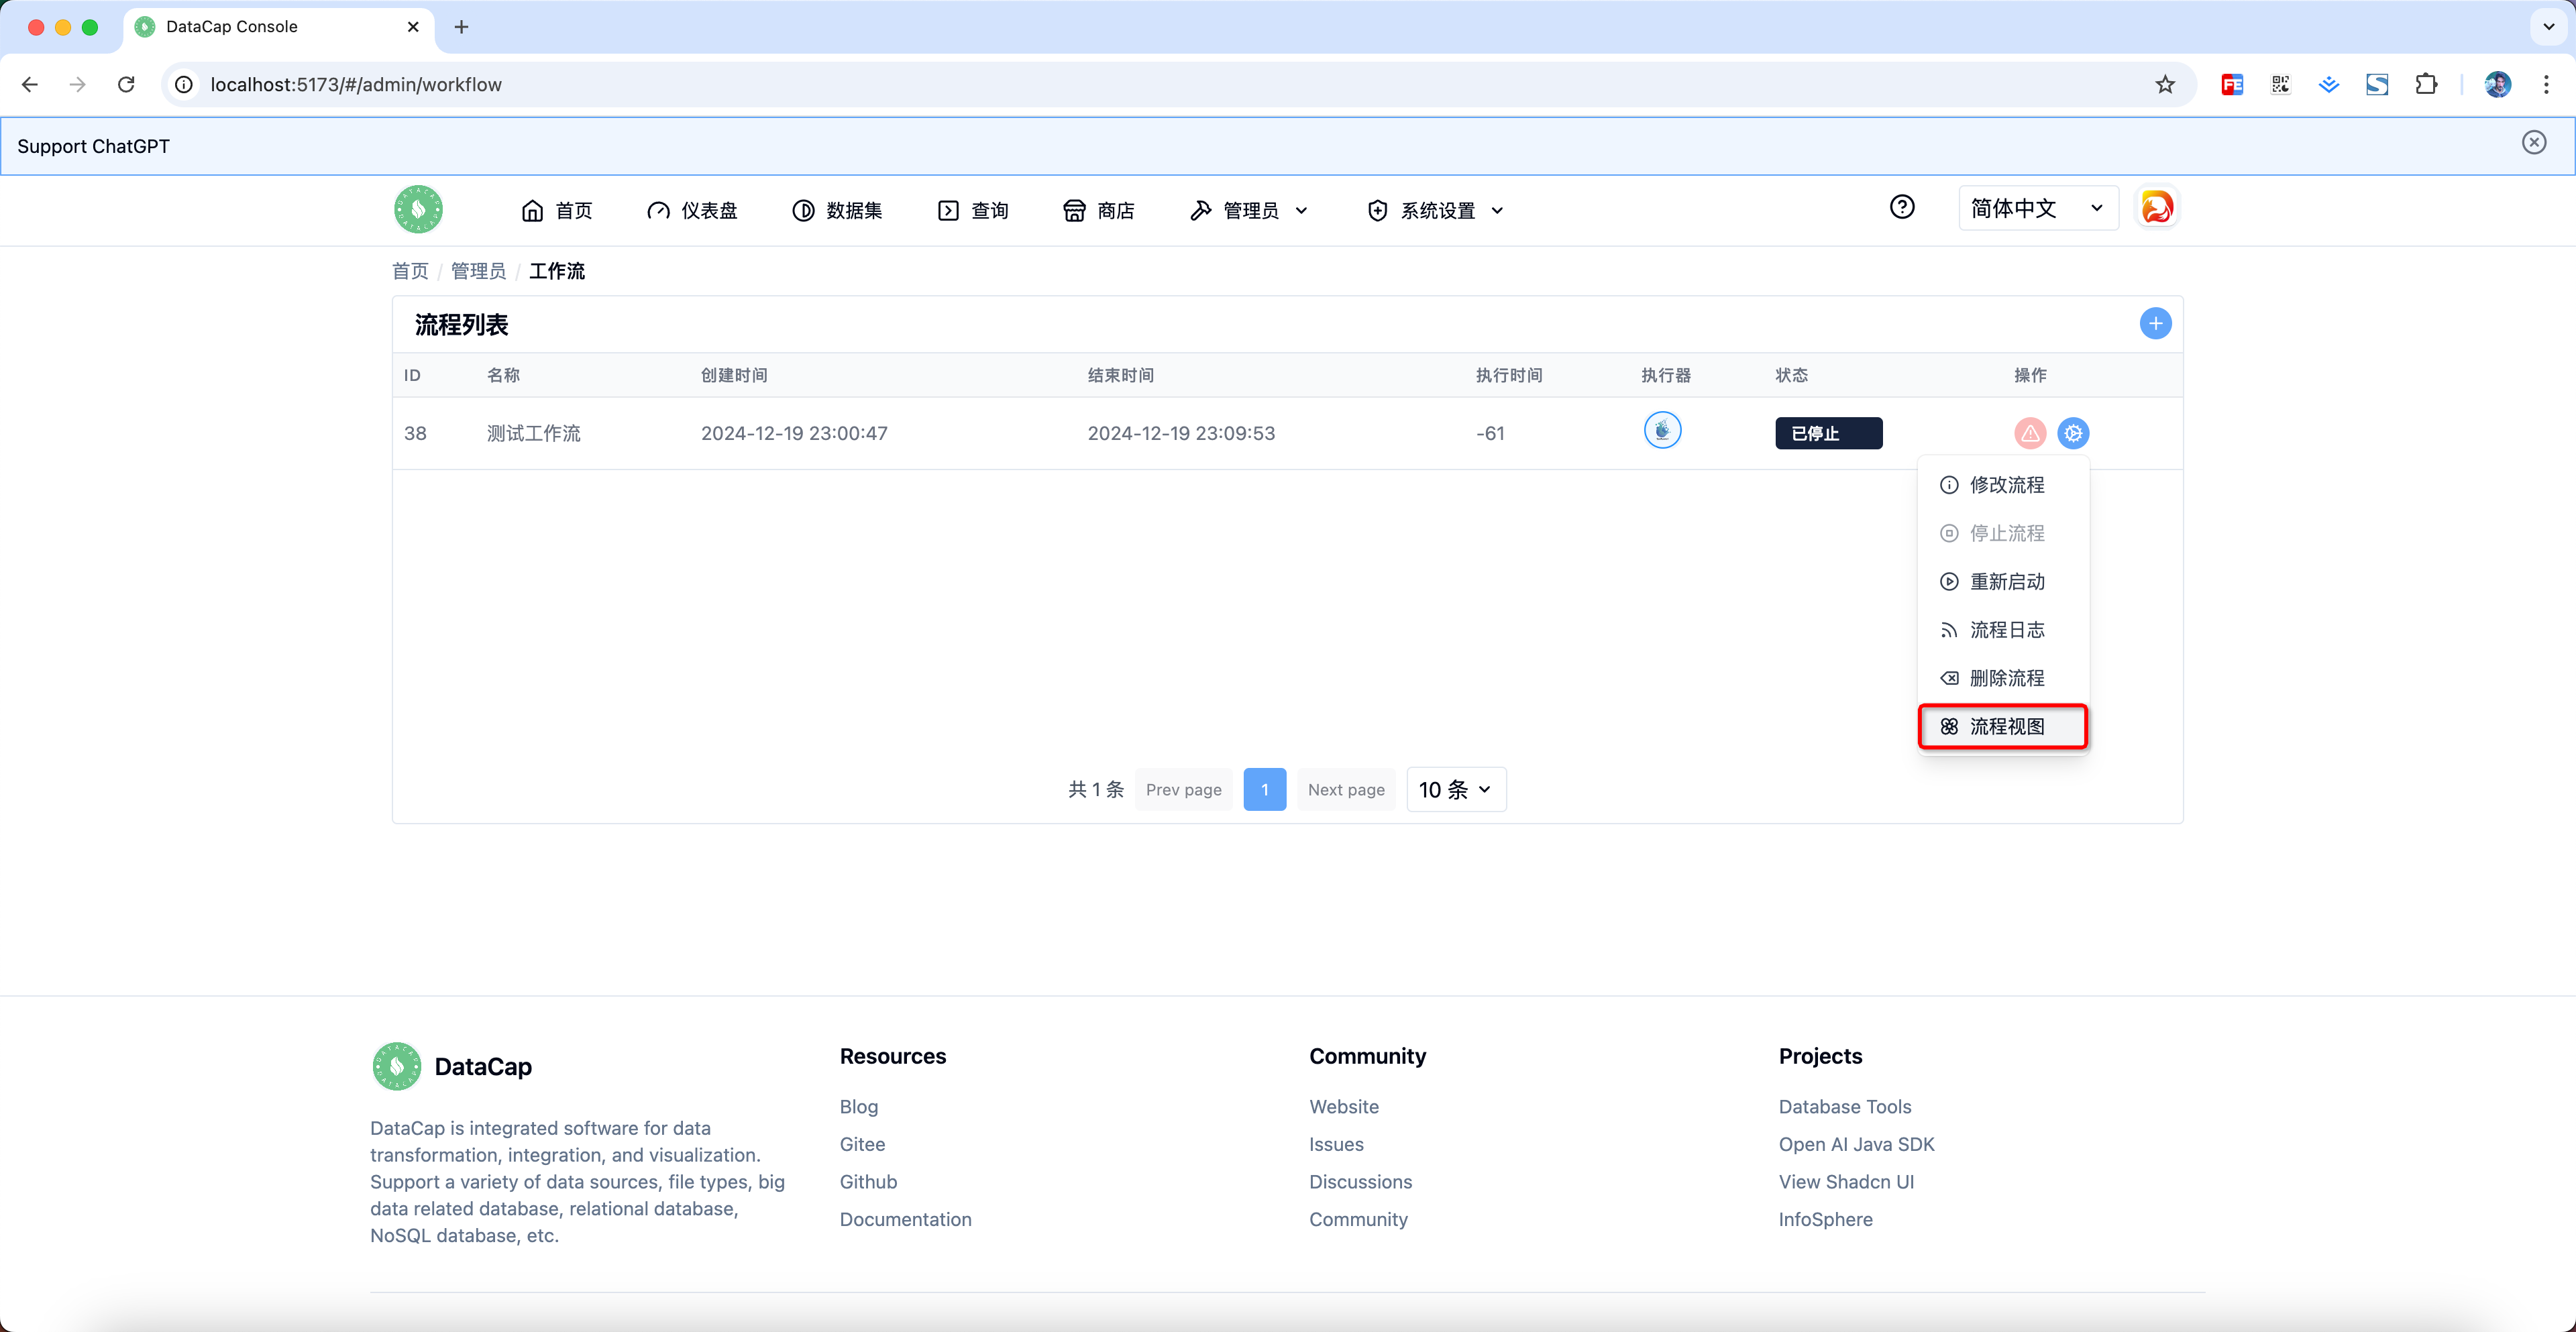 DataCap Console
localhost:5173/#/admin/workflow
Support ChatGPT
首页 仪表盘 数据集 查询 商店 管理员 系统设置 简体中文
首页 / 管理员 / 工作流
流程列表
ID 名称 创建时间 结束时间 执行时间 执行器 状态 操作
38 测试工作流 2024-12-19 23:00:47 2024-12-19 23:09:53 -61 已停止
修改流程
停止流程
重新启动
流程日志
删除流程
流程视图
共 1 条 Prev page 1 Next page 10 条
DataCap
DataCap is integrated software for data
transformation, integration, and visualization.
Support a variety of data sources, file types, big
data related database, relational database,
NoSQL database, etc.
Resources
Blog
Gitee
Github
Documentation
Community
Website
Issues
Discussions
Community
Projects
Database Tools
Open AI Java SDK
View Shadcn UI
InfoSphere